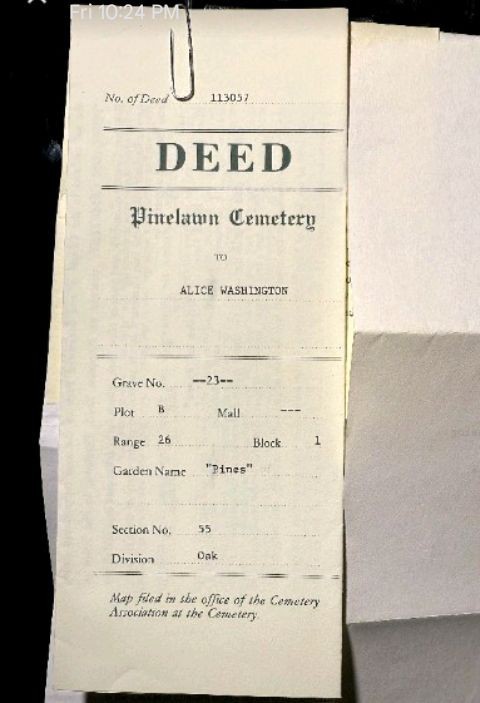 Fri 10:24 PM
No. of Deed 113057
DEED
Pinelawn Cemetery
TO
ALICE WASHINGTON
Grave No. --23--
Plot B Mall ---
Range 26 Block 1
Garden Name "Pines"
Section No. 55
Division Oak
Map filed in the office of the Cemetery
Association at the Cemetery.